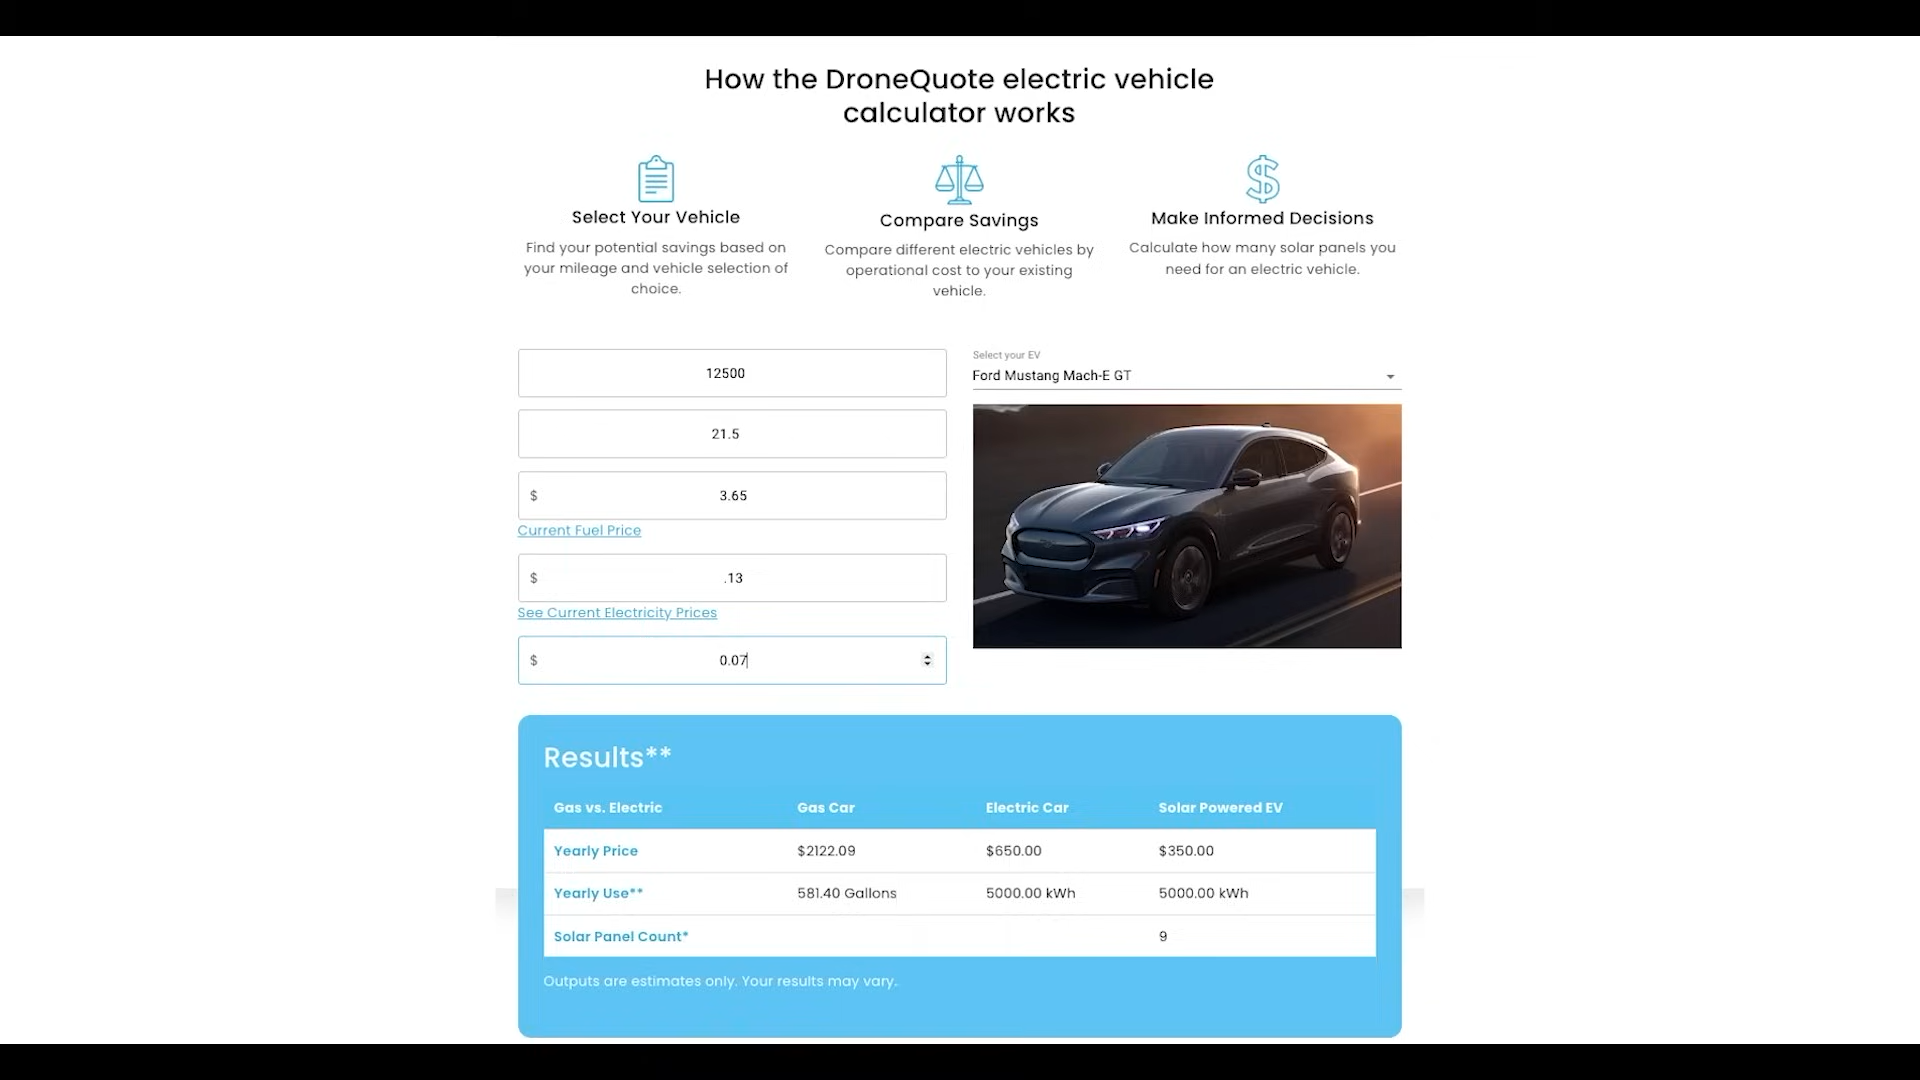 How the DroneQuote electric vehicle
calculator works
Select Your Vehicle
Find your potential savings based on
your mileage and vehicle selection of
choice.
Compare Savings
Compare different electric vehicles by
operational cost to your existing
vehicle.
Make Informed Decisions
Calculate how many solar panels you
need for an electric vehicle.
12500
21.5
$ 3.65
Current Fuel Price
$ .13
See Current Electricity Prices
$ 0.07
Select your EV
Ford Mustang Mach-E GT
Results**
Gas vs. Electric Gas Car Electric Car Solar Powered EV
Yearly Price $2122.09 $650.00 $350.00
Yearly Use** 581.40 Gallons 5000.00 kWh 5000.00 kWh
Solar Panel Count* 9
Outputs are estimates only. Your results may vary.